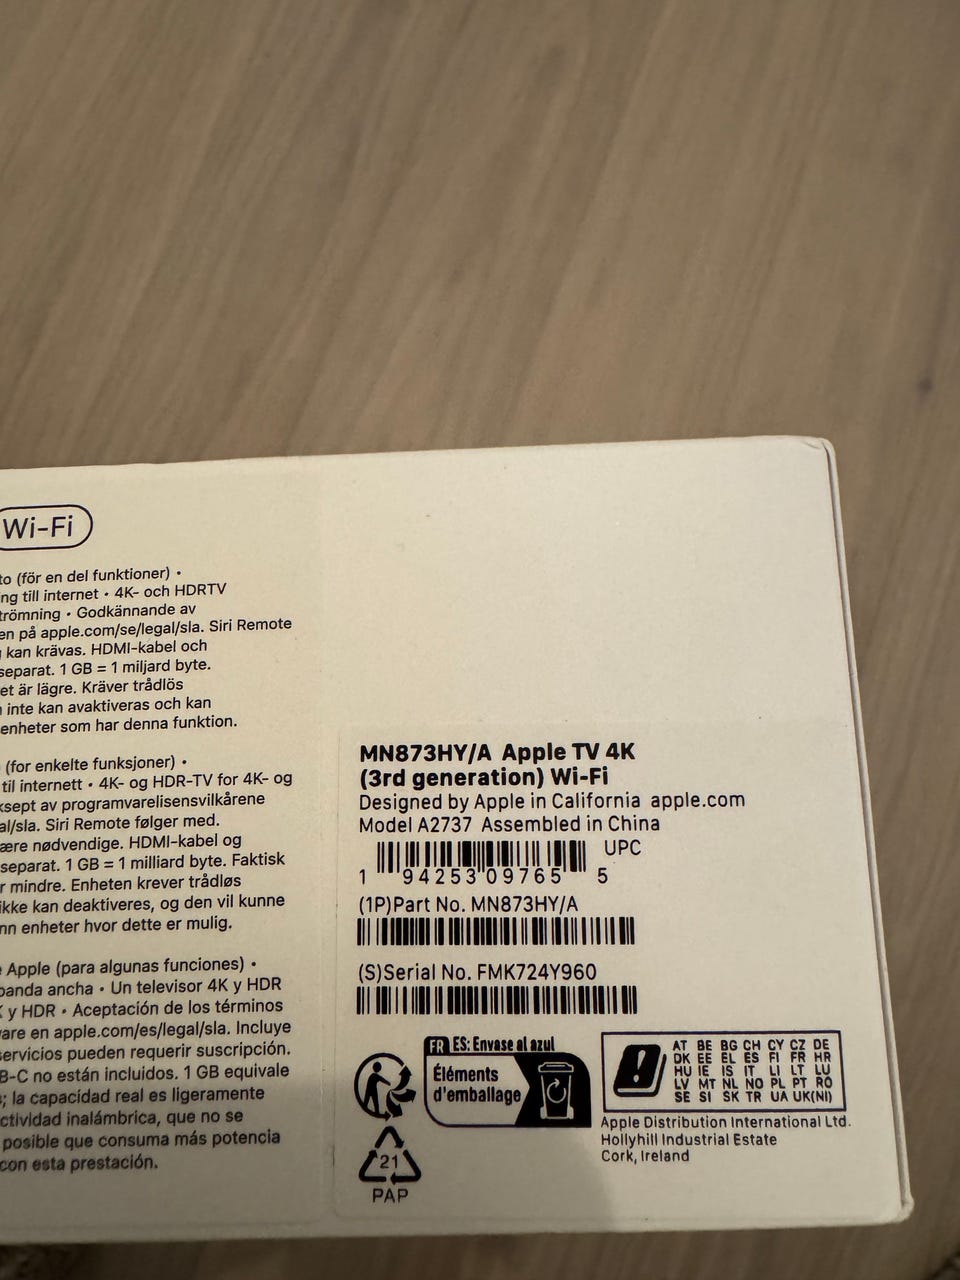 Wi-Fi
to (för en del funktioner) •
ng till internet • 4K- och HDRTV
trömning • Godkännande av
en på apple.com/se/legal/sla. Siri Remote
kan krävas. HDMI-kabel och
separat. 1 GB = 1 miljard byte.
et är lägre. Kräver trådlös
inte kan avaktiveras och kan
enheter som har denna funktion.
(for enkelte funksjoner) •
til internett • 4K- og HDR-TV for 4K- og
ksept av programvarelisensvilkårene
al/sla. Siri Remote følger med.
ære nødvendige. HDMI-kabel og
separat. 1 GB = 1 milliard byte. Faktisk
r mindre. Enheten krever trådløs
ikke kan deaktiveres, og den vil kunne
nn enheter hvor dette er mulig.
Apple (para algunas funciones) •
banda ancha • Un televisor 4K y HDR
K y HDR • Aceptación de los términos
are en apple.com/es/legal/sla. Incluye
servicios pueden requerir suscripción.
B-C no están incluidos. 1 GB equivale
s; la capacidad real es ligeramente
ctividad inalámbrica, que no se
posible que consuma más potencia
con esta prestación.
MN873HY/A Apple TV 4K
(3rd generation) Wi-Fi
Designed by Apple in California apple.com
Model A2737 Assembled in China
UPC
1 94253 09765 5
(1P)Part No. MN873HY/A
(S)Serial No. FMK724Y960
FR ES: Envase al azul
Éléments
d'emballage
21
PAP
AT BE BG CH CY CZ DE
DK EE EL ES FI FR HR
HU IE IS IT LI LT LU
LV MT NL NO PL PT RO
SE SI SK TR UA UK(NI)
Apple Distribution International Ltd.
Hollyhill Industrial Estate
Cork, Ireland